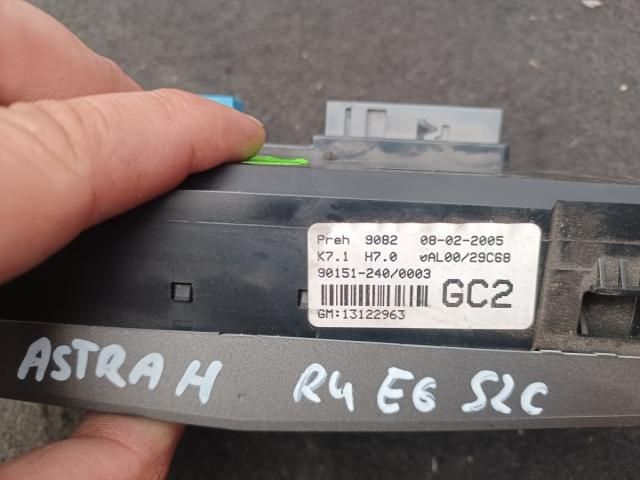 Preh 9082 08-02-2005
K7.1 H7.0 vAL00/29C68
90151-240/0003
GC2
GM:13122963
ASTRA H R4 E6 S2C